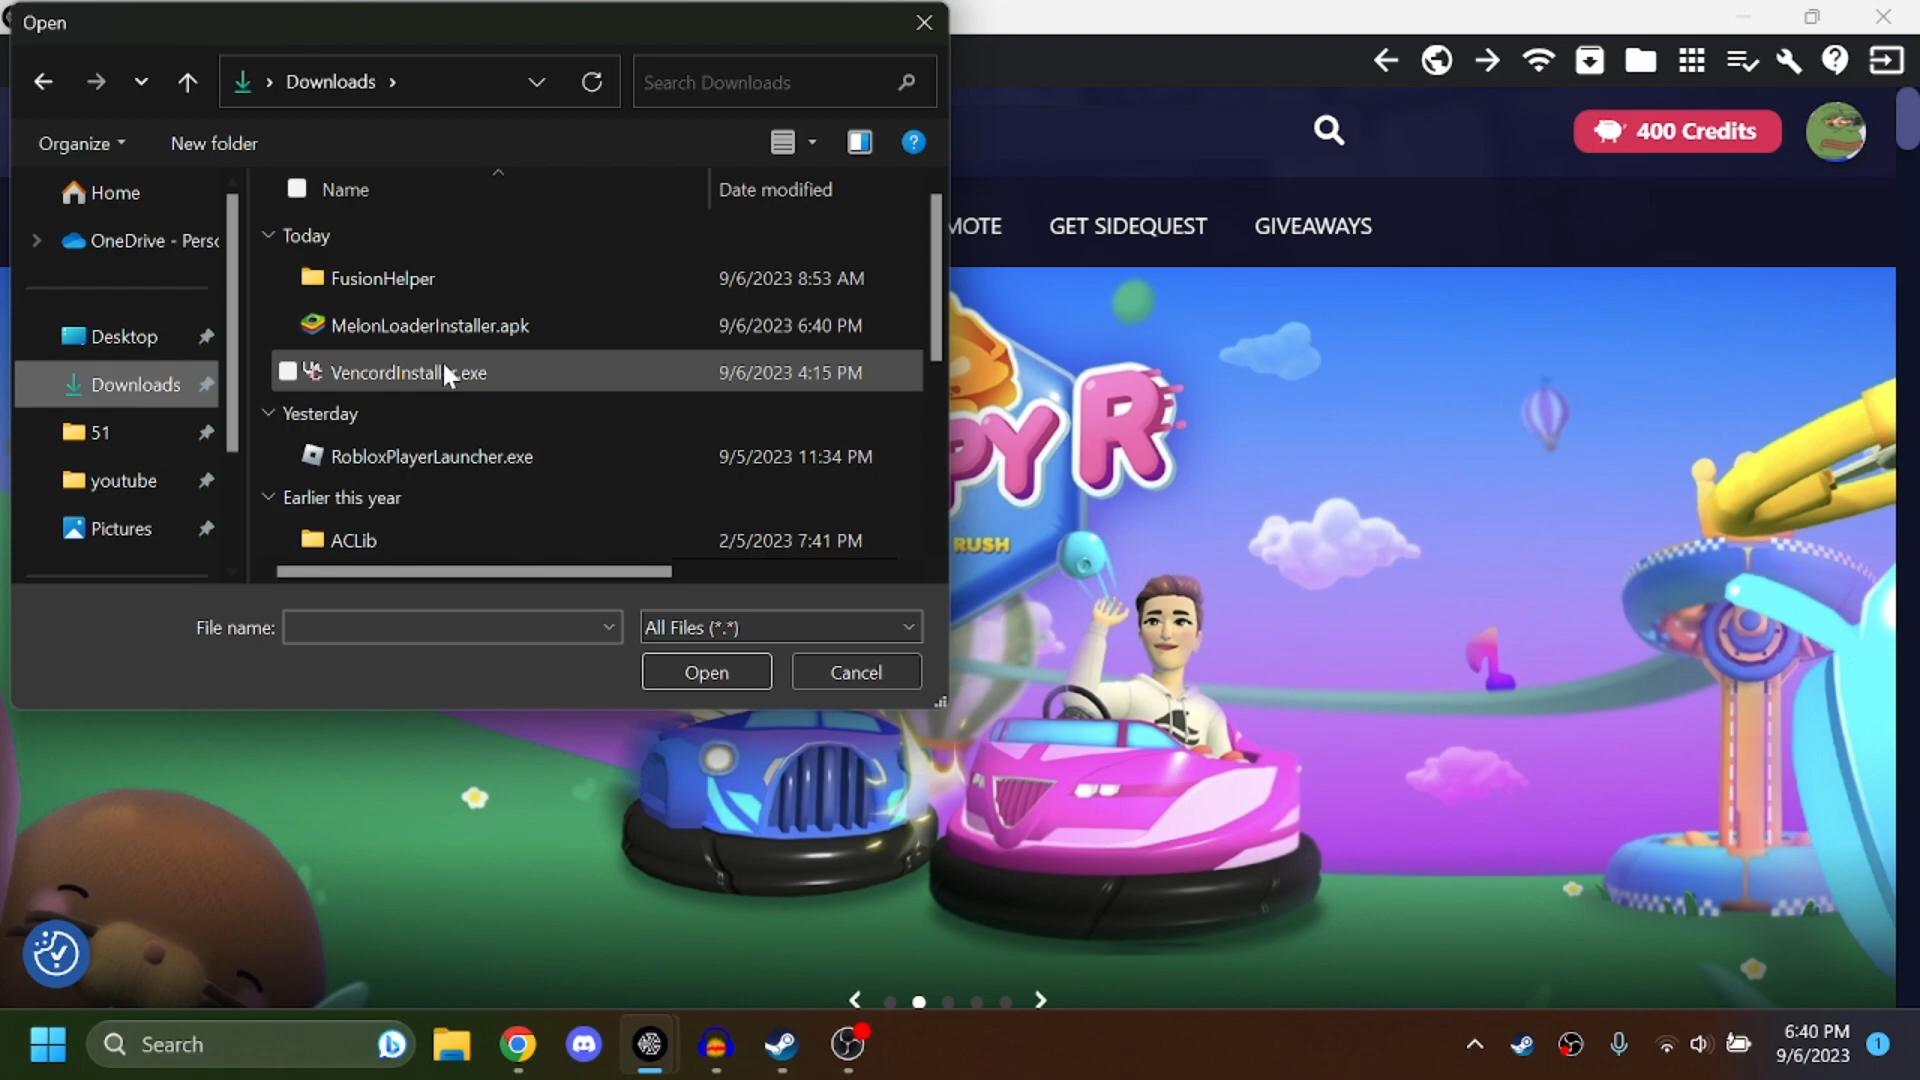 Open
Downloads
Search Downloads
Organize
New folder
Name
Date modified
Home
OneDrive - Pers
Today
FusionHelper
9/6/2023 8:53 AM
MelonLoaderInstaller.apk
9/6/2023 6:40 PM
Desktop
VencordInstaller.exe
9/6/2023 4:15 PM
Downloads
Yesterday
51
RobloxPlayerLauncher.exe
9/5/2023 11:34 PM
youtube
Earlier this year
Pictures
ACLib
2/5/2023 7:41 PM
File name:
All Files (*.*)
Open
Cancel
400 Credits
MOTE
GET SIDEQUEST
GIVEAWAYS
PY R
RUSH
Search
6:40 PM
9/6/2023
1